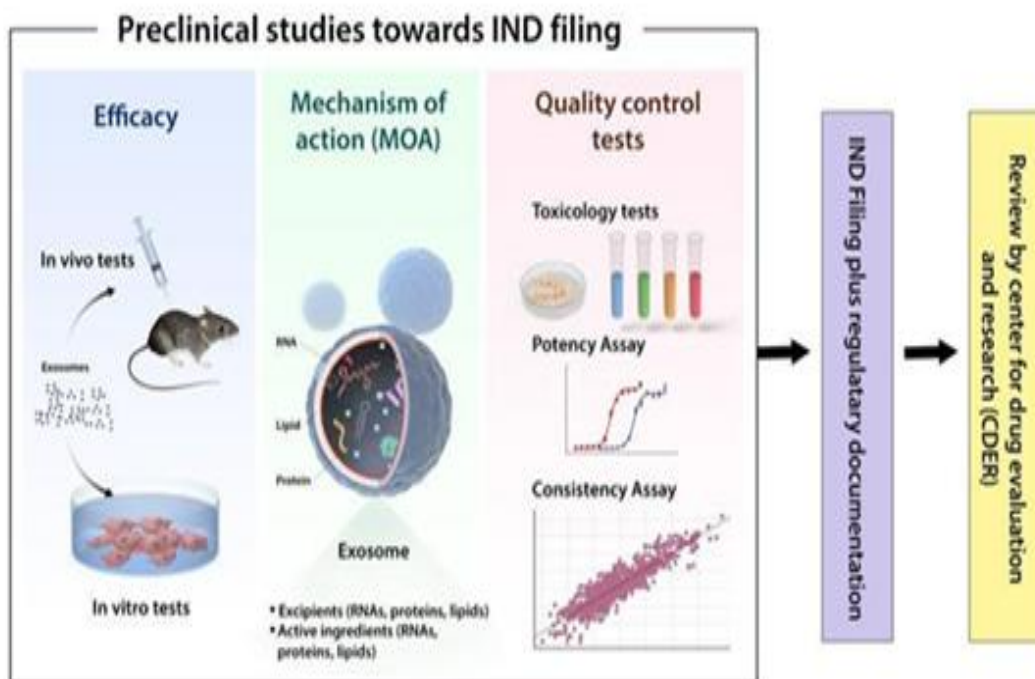 Preclinical studies towards IND filing
Efficacy
In vivo tests
Exosomes
In vitro tests
Mechanism of
action (MOA)
RNA
Lipid
Protein
Exosome
• Excipients (RNAs, proteins, lipids)
• Active ingredients (RNAs,
proteins, lipids)
Quality control
tests
Toxicology tests
Potency Assay
Consistency Assay
IND Filing plus regulatary documentation
Review by center for drug evaluation
and research (CDER)